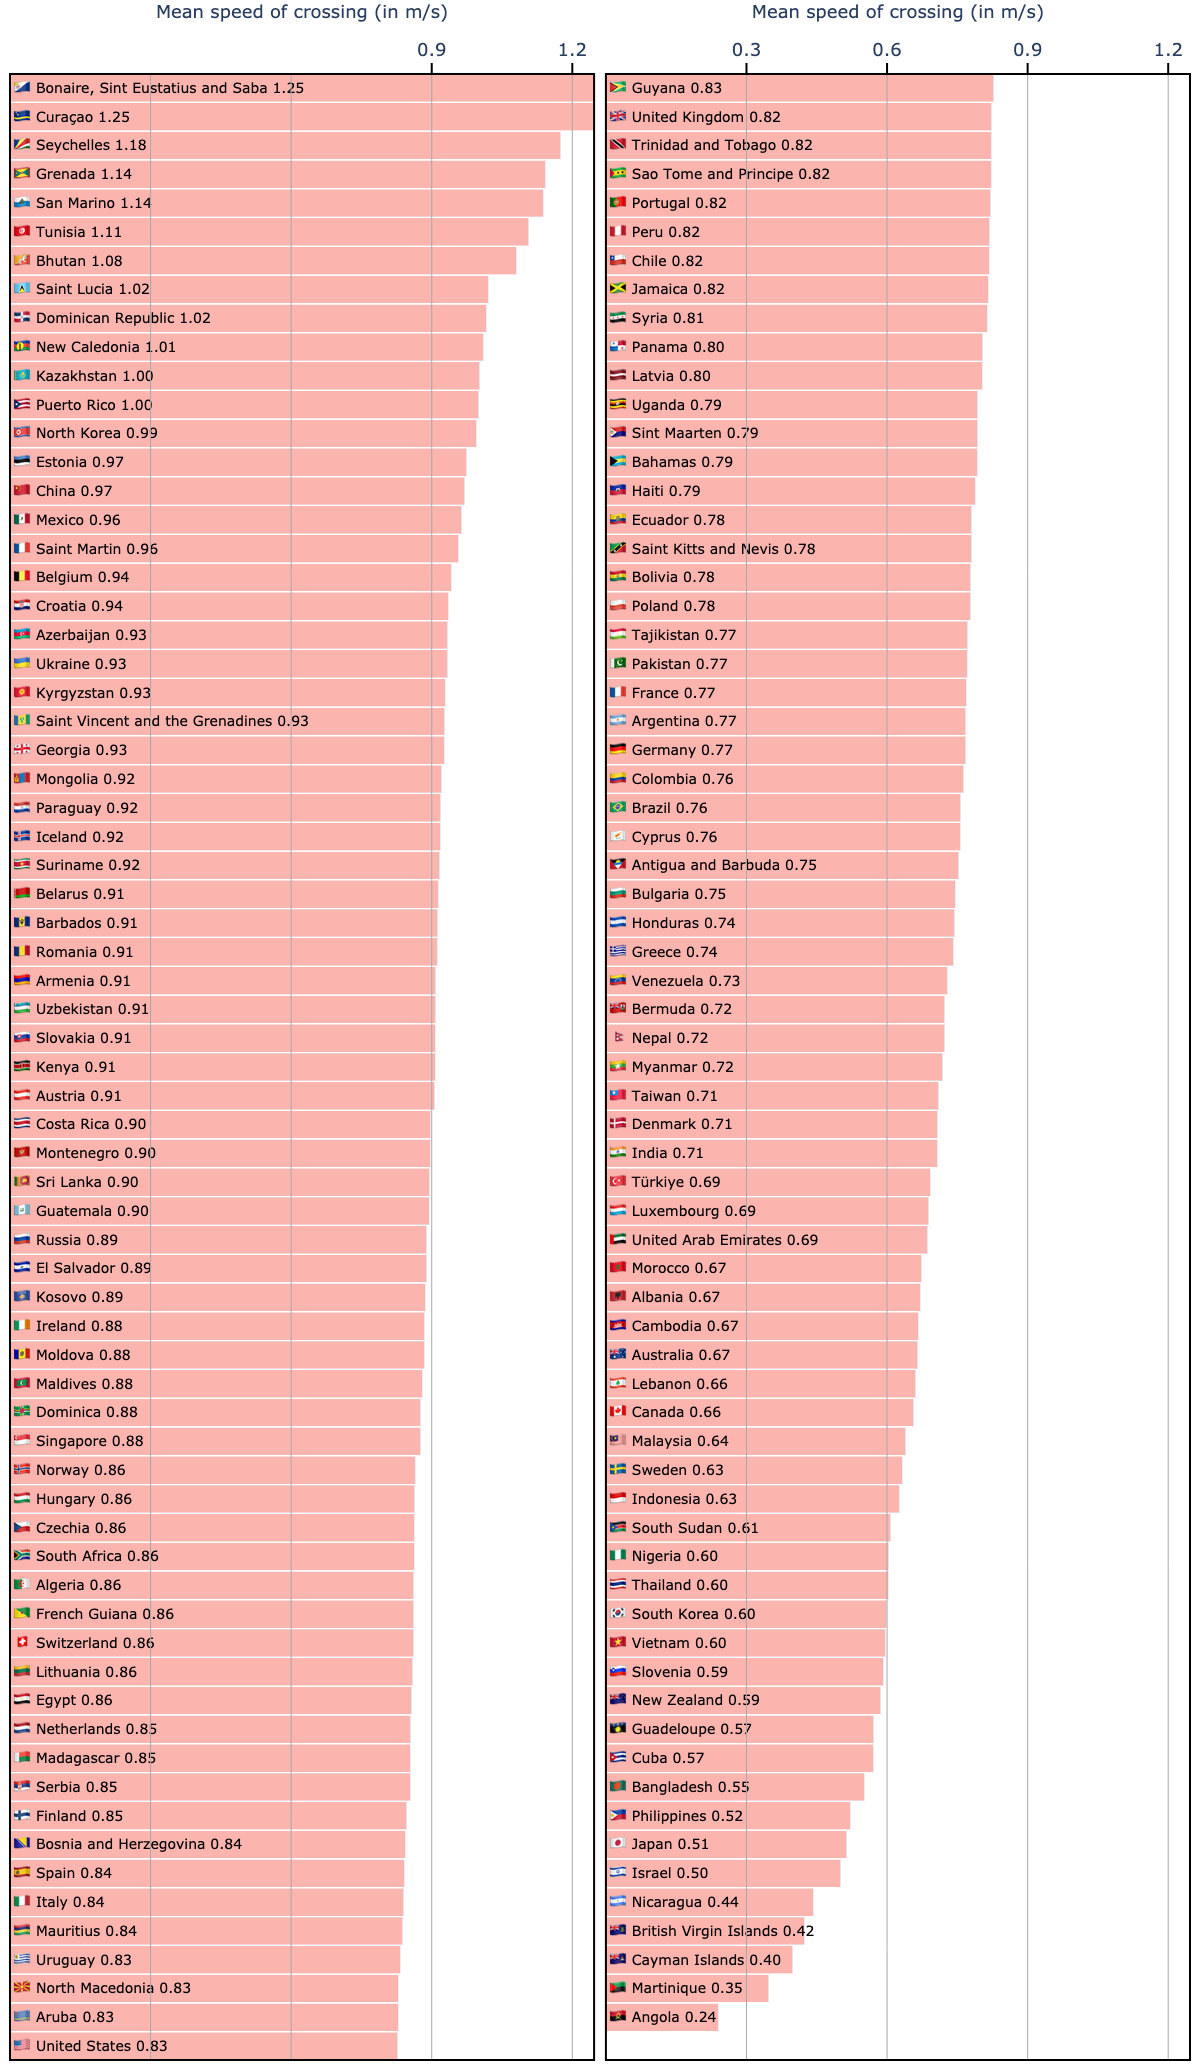 Mean speed of crossing (in m/s)
0.9 1.2
Bonaire, Sint Eustatius and Saba 1.25
Curaçao 1.25
Seychelles 1.18
Grenada 1.14
San Marino 1.14
Tunisia 1.11
Bhutan 1.08
Saint Lucia 1.02
Dominican Republic 1.02
New Caledonia 1.01
Kazakhstan 1.00
Puerto Rico 1.00
North Korea 0.99
Estonia 0.97
China 0.97
Mexico 0.96
Saint Martin 0.96
Belgium 0.94
Croatia 0.94
Azerbaijan 0.93
Ukraine 0.93
Kyrgyzstan 0.93
Saint Vincent and the Grenadines 0.93
Georgia 0.93
Mongolia 0.92
Paraguay 0.92
Iceland 0.92
Suriname 0.92
Belarus 0.91
Barbados 0.91
Romania 0.91
Armenia 0.91
Uzbekistan 0.91
Slovakia 0.91
Kenya 0.91
Austria 0.91
Costa Rica 0.90
Montenegro 0.90
Sri Lanka 0.90
Guatemala 0.90
Russia 0.89
El Salvador 0.89
Kosovo 0.89
Ireland 0.88
Moldova 0.88
Maldives 0.88
Dominica 0.88
Singapore 0.88
Norway 0.86
Hungary 0.86
Czechia 0.86
South Africa 0.86
Algeria 0.86
French Guiana 0.86
Switzerland 0.86
Lithuania 0.86
Egypt 0.86
Netherlands 0.85
Madagascar 0.85
Serbia 0.85
Finland 0.85
Bosnia and Herzegovina 0.84
Spain 0.84
Italy 0.84
Mauritius 0.84
Uruguay 0.83
North Macedonia 0.83
Aruba 0.83
United States 0.83
Mean speed of crossing (in m/s)
0.3 0.6 0.9 1.2
Guyana 0.83
United Kingdom 0.82
Trinidad and Tobago 0.82
Sao Tome and Principe 0.82
Portugal 0.82
Peru 0.82
Chile 0.82
Jamaica 0.82
Syria 0.81
Panama 0.80
Latvia 0.80
Uganda 0.79
Sint Maarten 0.79
Bahamas 0.79
Haiti 0.79
Ecuador 0.78
Saint Kitts and Nevis 0.78
Bolivia 0.78
Poland 0.78
Tajikistan 0.77
Pakistan 0.77
France 0.77
Argentina 0.77
Germany 0.77
Colombia 0.76
Brazil 0.76
Cyprus 0.76
Antigua and Barbuda 0.75
Bulgaria 0.75
Honduras 0.74
Greece 0.74
Venezuela 0.73
Bermuda 0.72
Nepal 0.72
Myanmar 0.72
Taiwan 0.71
Denmark 0.71
India 0.71
Türkiye 0.69
Luxembourg 0.69
United Arab Emirates 0.69
Morocco 0.67
Albania 0.67
Cambodia 0.67
Australia 0.67
Lebanon 0.66
Canada 0.66
Malaysia 0.64
Sweden 0.63
Indonesia 0.63
South Sudan 0.61
Nigeria 0.60
Thailand 0.60
South Korea 0.60
Vietnam 0.60
Slovenia 0.59
New Zealand 0.59
Guadeloupe 0.57
Cuba 0.57
Bangladesh 0.55
Philippines 0.52
Japan 0.51
Israel 0.50
Nicaragua 0.44
British Virgin Islands 0.42
Cayman Islands 0.40
Martinique 0.35
Angola 0.24